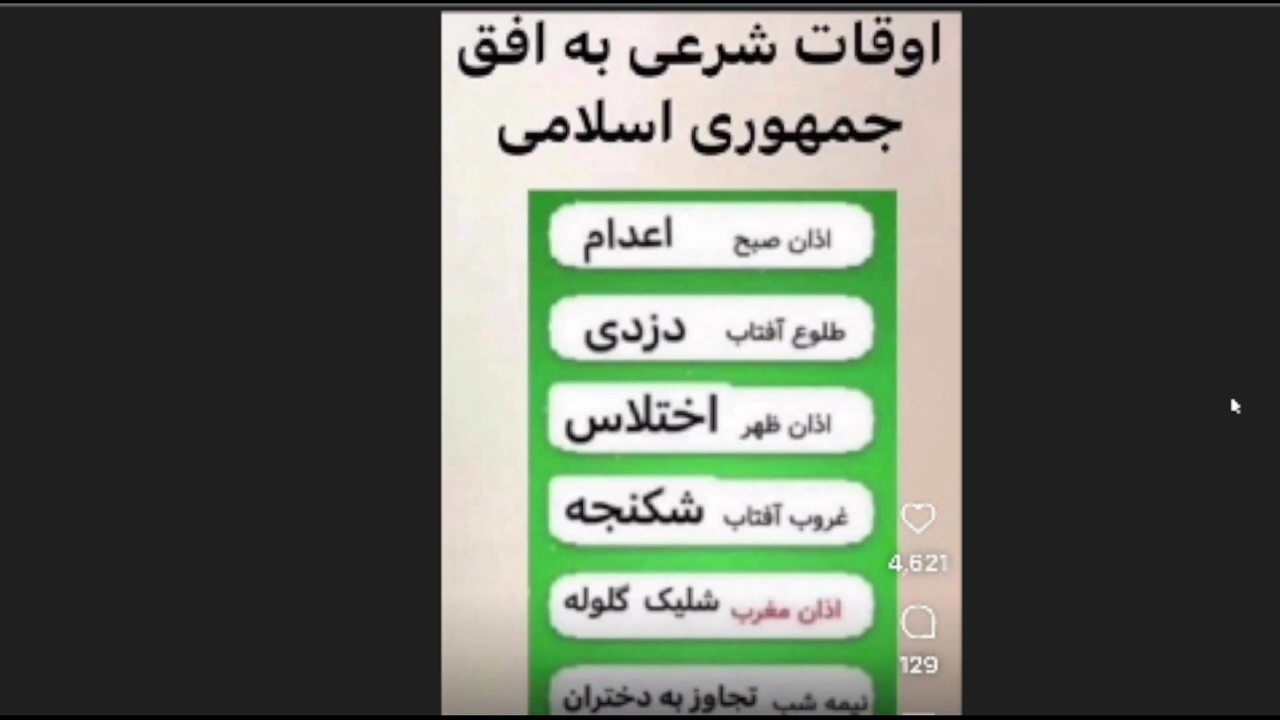 اوقات شرعی به افق
جمهوری اسلامی
اذان صبح اعدام
طلوع آفتاب دزدی
اذان ظهر اختلاس
غروب آفتاب شکنجه
اذان مغرب شلیک گلوله
نیمه شب تجاوز به دختران
4,621
129